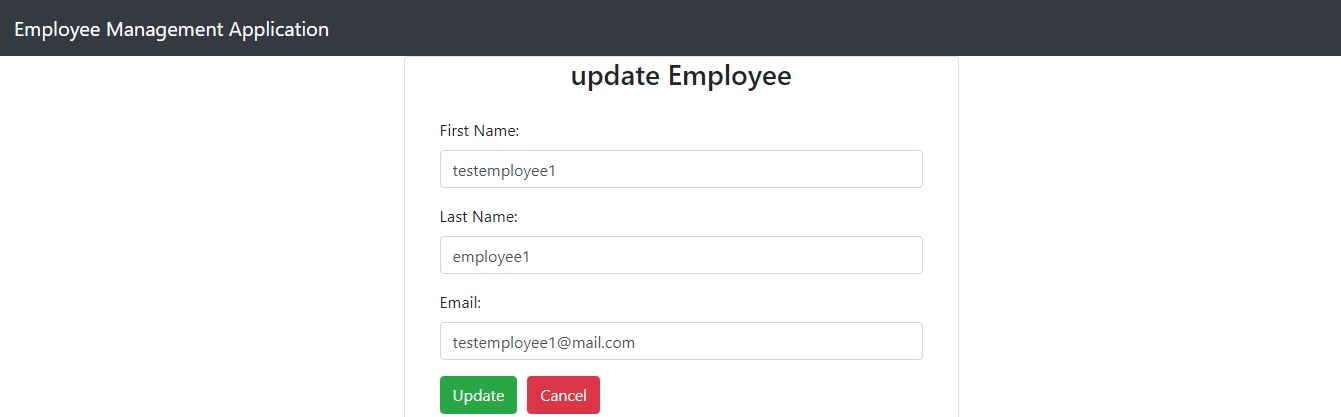 Employee Management Application
update Employee
First Name:
testemployee1
Last Name:
employee1
Email:
testemployee1@mail.com
Update Cancel